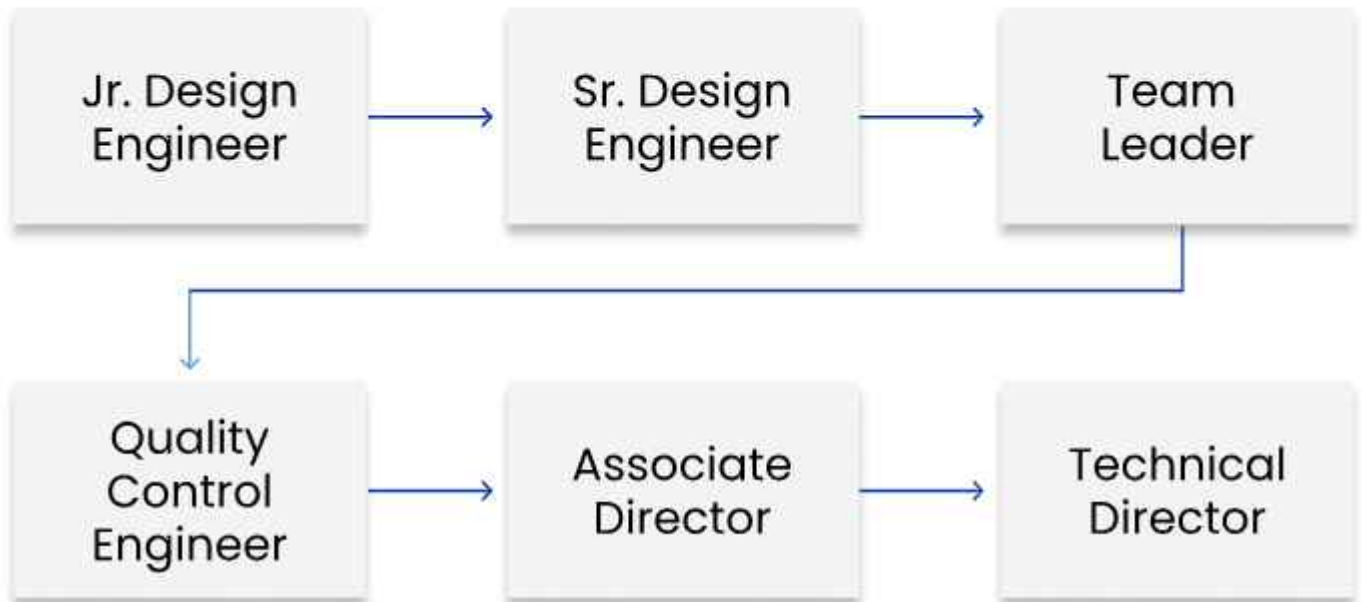 Jr. Design
Engineer
Sr. Design
Engineer
Team
Leader
Quality
Control
Engineer
Associate
Director
Technical
Director